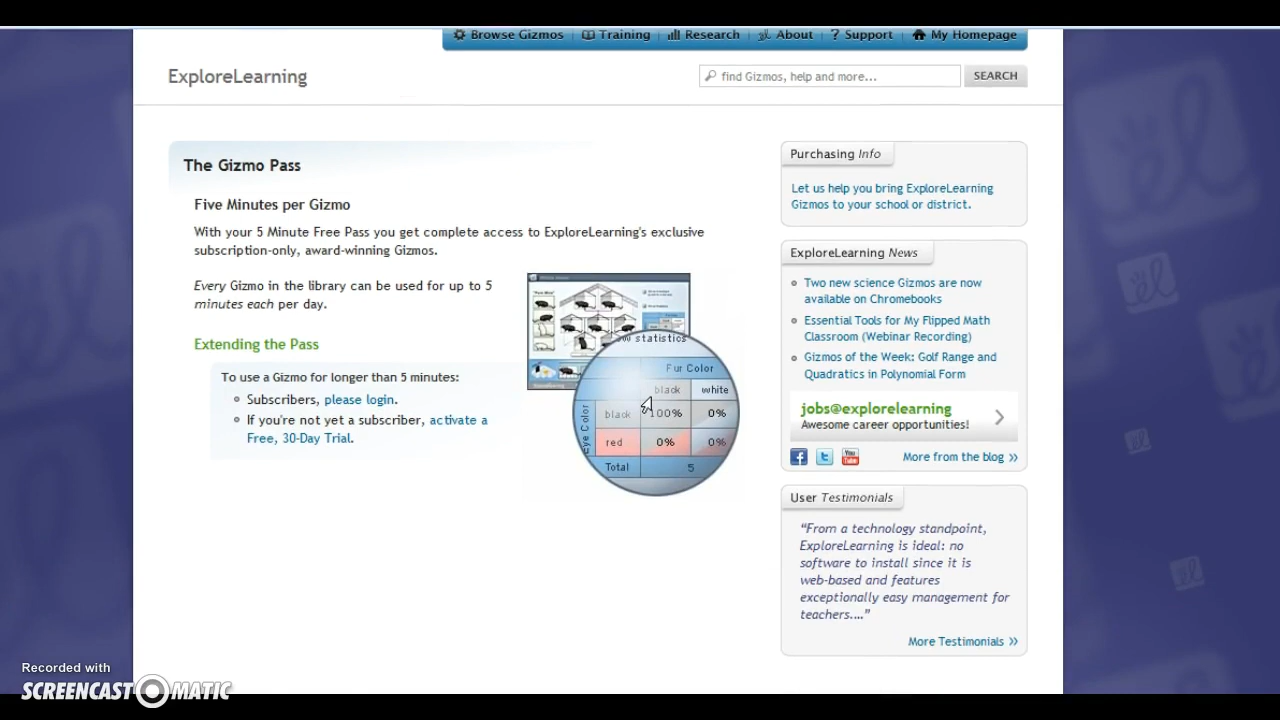 Browse Gizmos Training Research About ? Support My Homepage
ExploreLearning
find Gizmos, help and more...
SEARCH
The Gizmo Pass
Five Minutes per Gizmo
With your 5 Minute Free Pass you get complete access to ExploreLearning's exclusive
subscription-only, award-winning Gizmos.
Every Gizmo in the library can be used for up to 5
minutes each per day.
Extending the Pass
To use a Gizmo for longer than 5 minutes:
Subscribers, please login.
If you're not yet a subscriber, activate a
Free, 30-Day Trial.
statistics
Fur Color
black white
Eye Color
black 100% 0%
red 0% 0%
Total 5
Purchasing Info
Let us help you bring ExploreLearning
Gizmos to your school or district.
ExploreLearning News
Two new science Gizmos are now
available on Chromebooks
Essential Tools for My Flipped Math
Classroom (Webinar Recording)
Gizmos of the Week: Golf Range and
Quadratics in Polynomial Form
jobs@explorelearning
Awesome career opportunities!
You Tube
More from the blog »
User Testimonials
“From a technology standpoint,
ExploreLearning is ideal: no
software to install since it is
web-based and features
exceptionally easy management for
teachers....”
More Testimonials »
Recorded with
SCREENCAST-O-MATIC